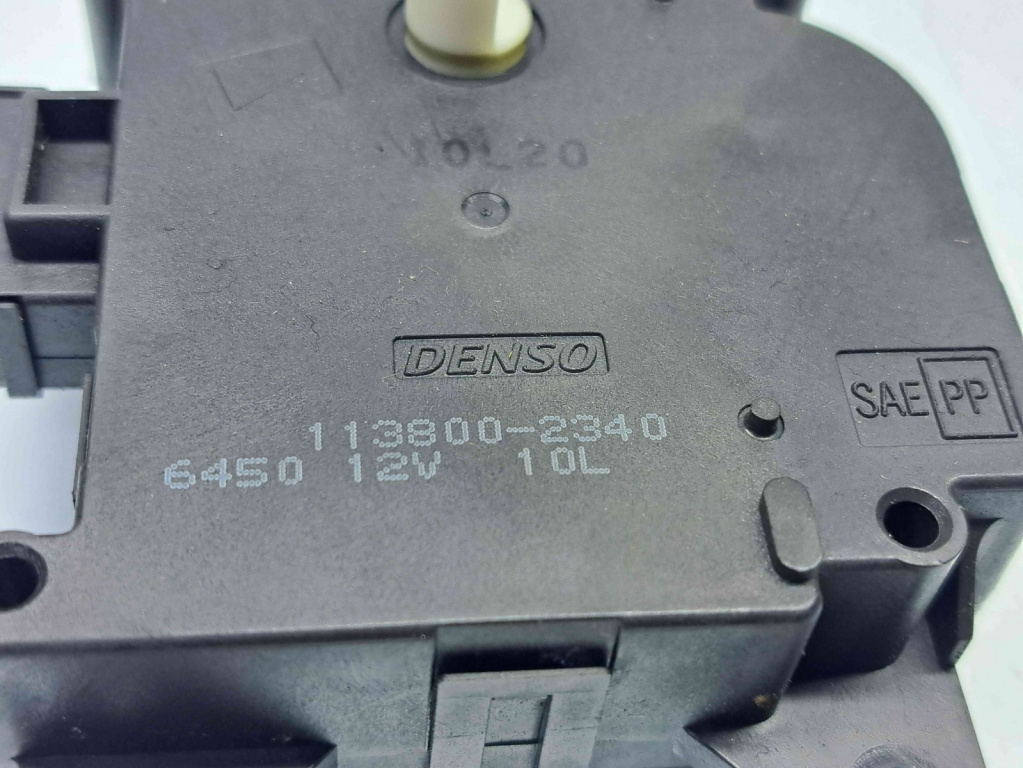 10L20
DENSO
SAE PP
113800-2340
6450 12V 10L